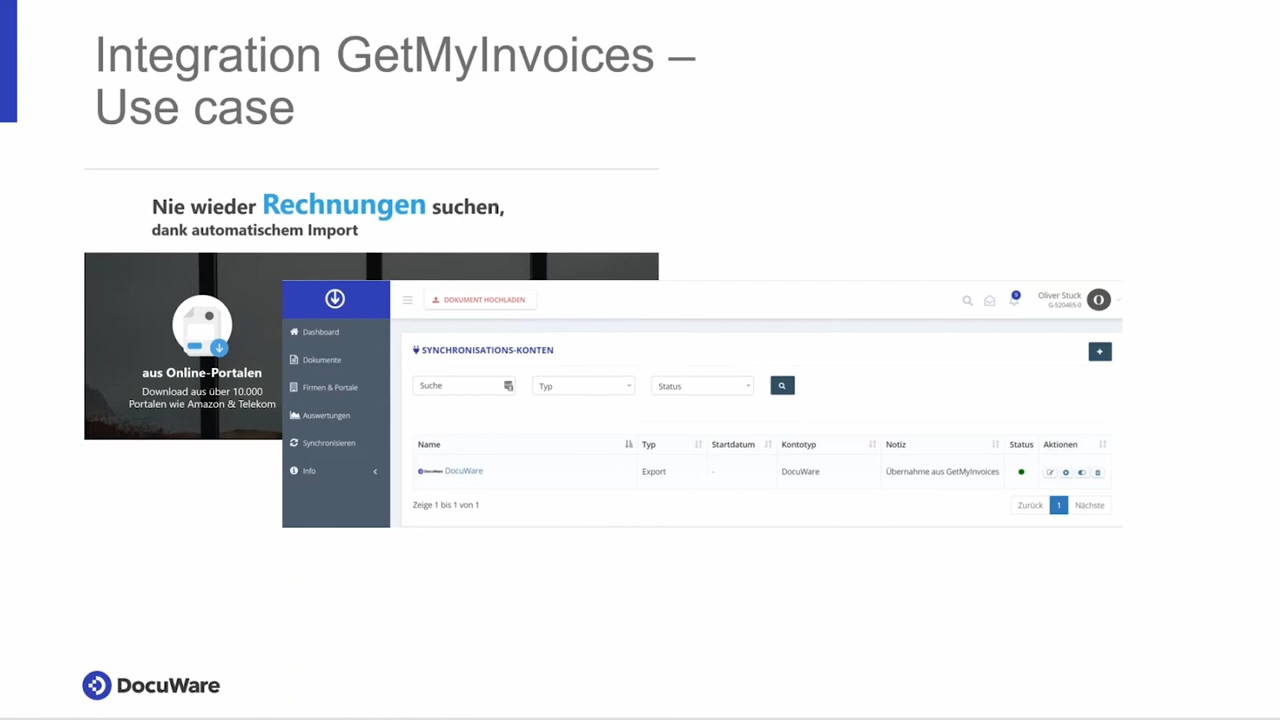 Integration GetMyInvoices –
Use case
Nie wieder Rechnungen suchen,
dank automatischem Import
aus Online-Portalen
Download aus über 10.000
Portalen wie Amazon & Telekom
DOKUMENT HOCHLADEN
Oliver Stuck
G-520465-0
O
Dashboard
Dokumente
Firmen & Portale
Auswertungen
Synchronisieren
Info
SYNCHRONISATIONS-KONTEN
Suche Typ Status
Name Typ Startdatum Kontotyp Notiz Status Aktionen
DocuWare Export - DocuWare Übernahme aus GetMyInvoices
Zeige 1 bis 1 von 1 Zurück 1 Nächste
DocuWare